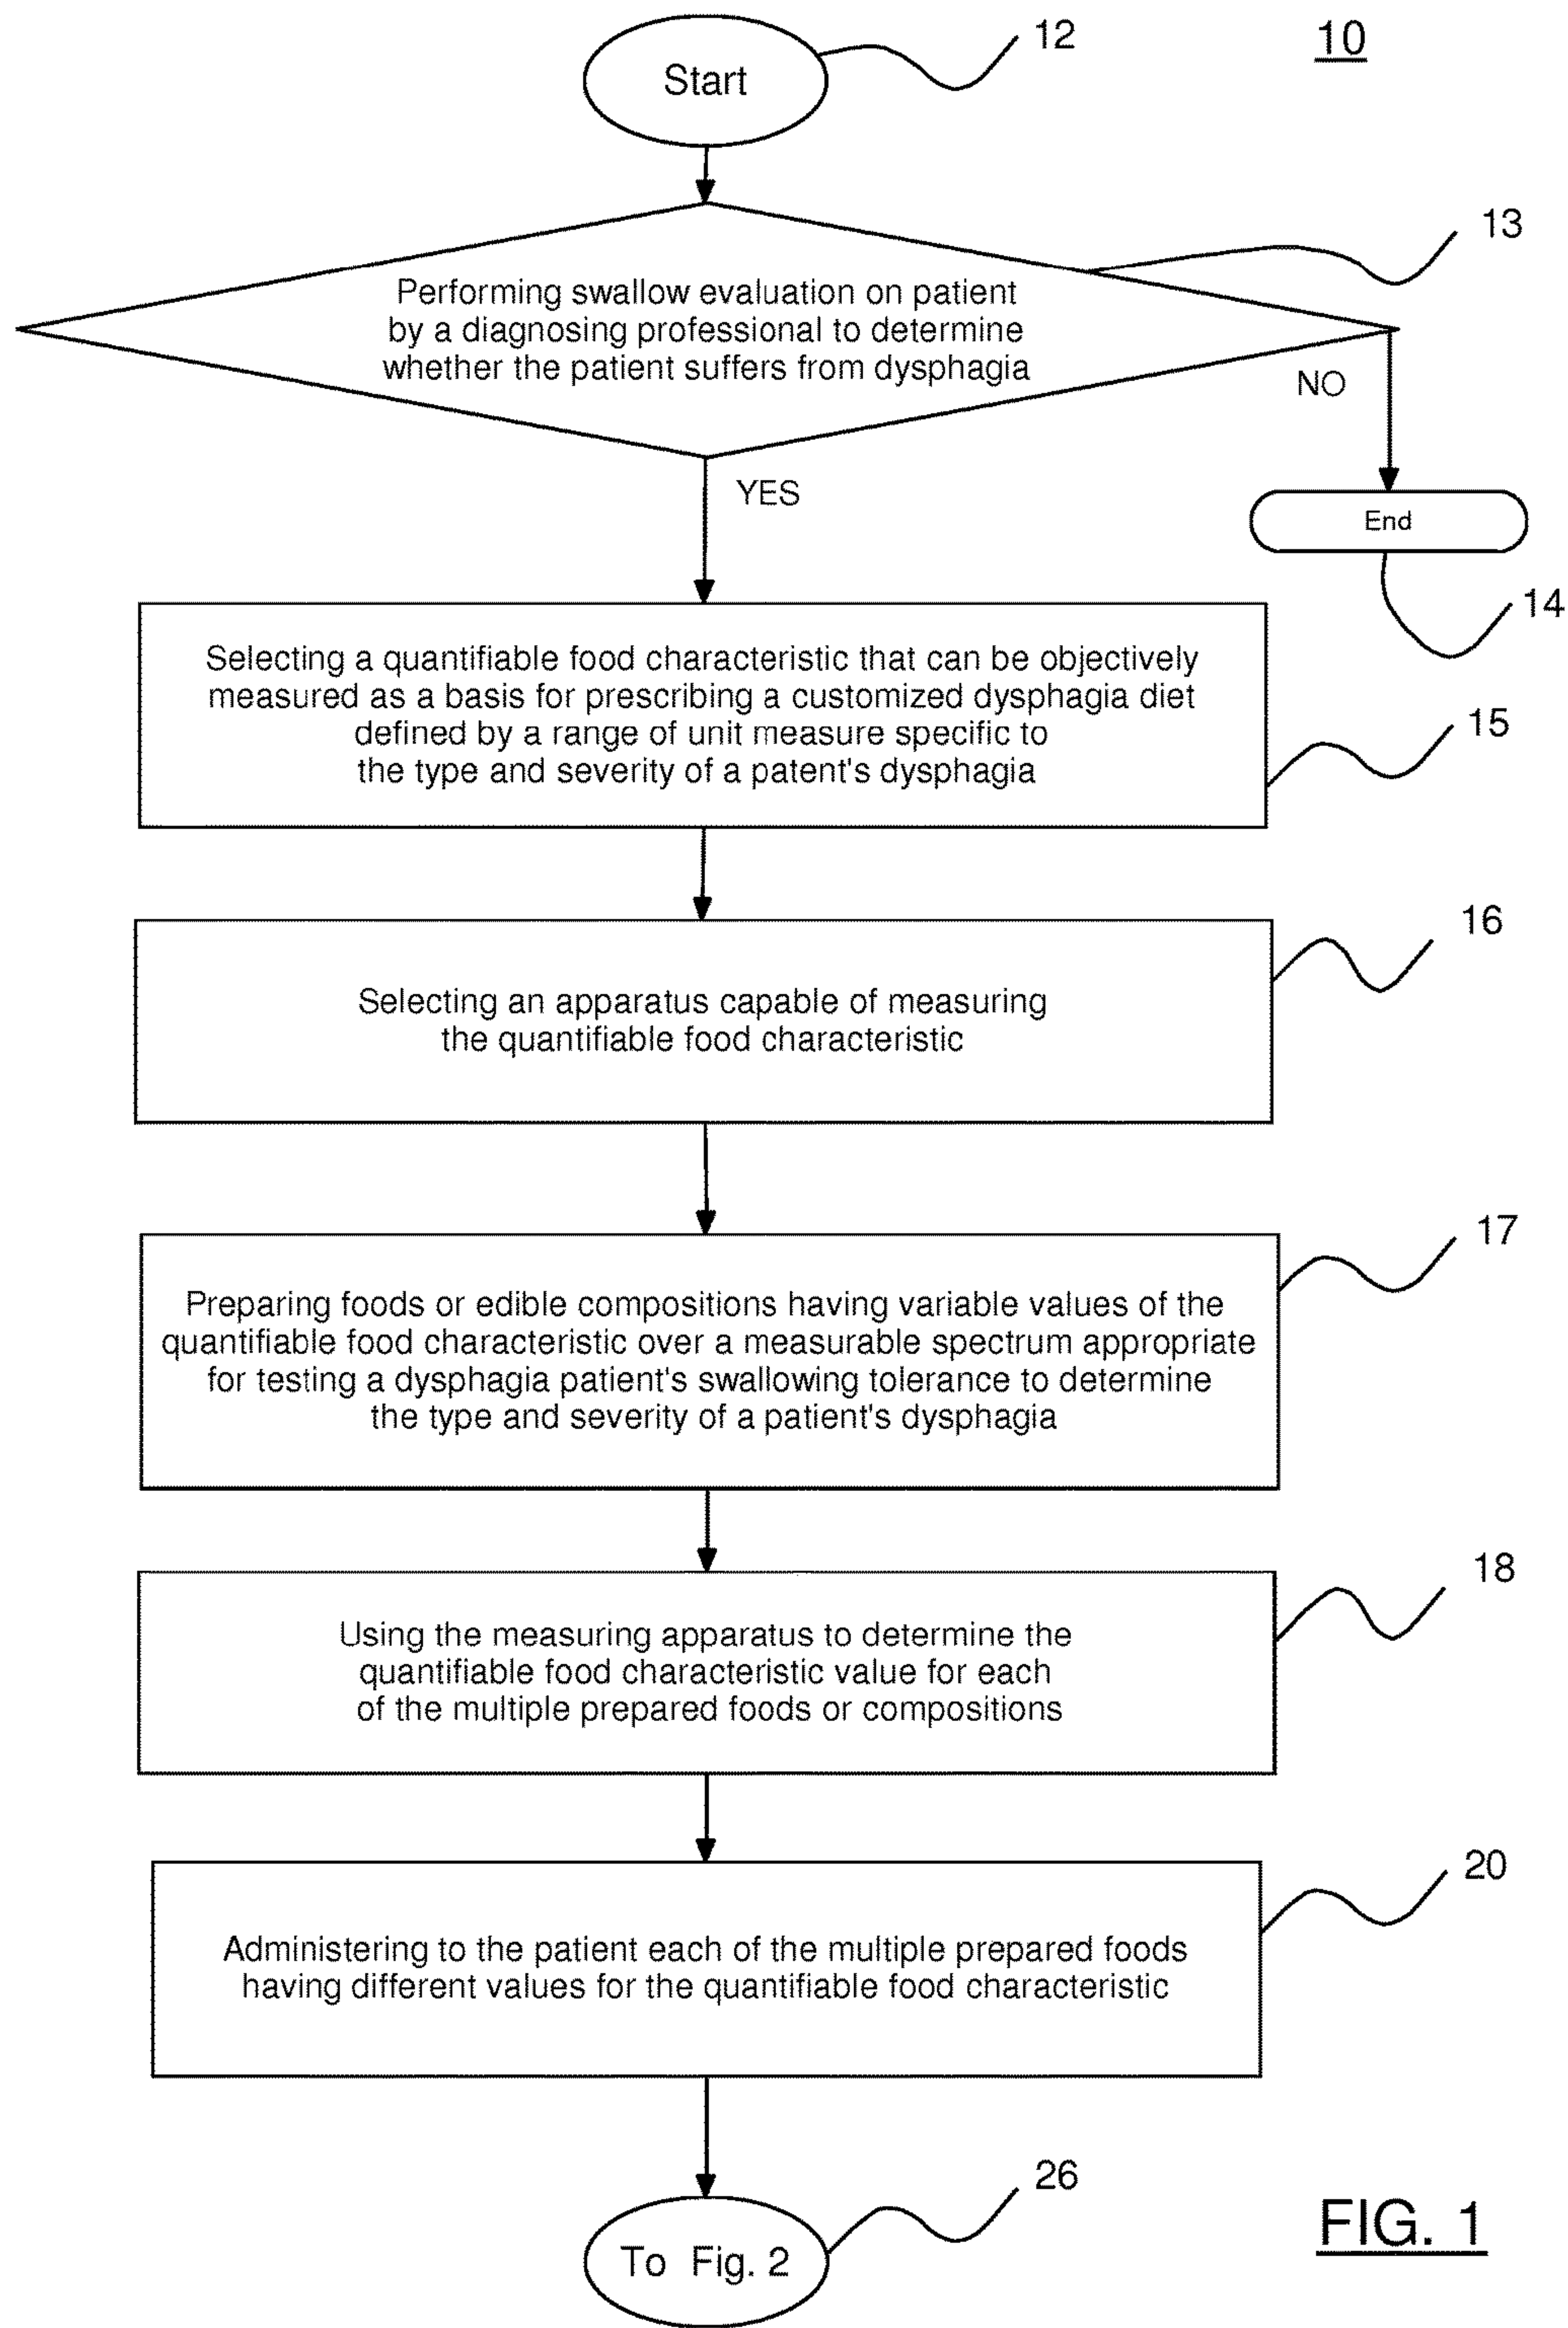 12
10
Start
13
Performing swallow evaluation on patient
by a diagnosing professional to determine
whether the patient suffers from dysphagia
NO
YES
End
14
Selecting a quantifiable food characteristic that can be objectively
measured as a basis for prescribing a customized dysphagia diet
defined by a range of unit measure specific to
the type and severity of a patent's dysphagia
15
16
Selecting an apparatus capable of measuring
the quantifiable food characteristic
17
Preparing foods or edible compositions having variable values of the
quantifiable food characteristic over a measurable spectrum appropriate
for testing a dysphagia patient's swallowing tolerance to determine
the type and severity of a patient's dysphagia
18
Using the measuring apparatus to determine the
quantifiable food characteristic value for each
of the multiple prepared foods or compositions
20
Administering to the patient each of the multiple prepared foods
having different values for the quantifiable food characteristic
26
To Fig. 2
FIG. 1